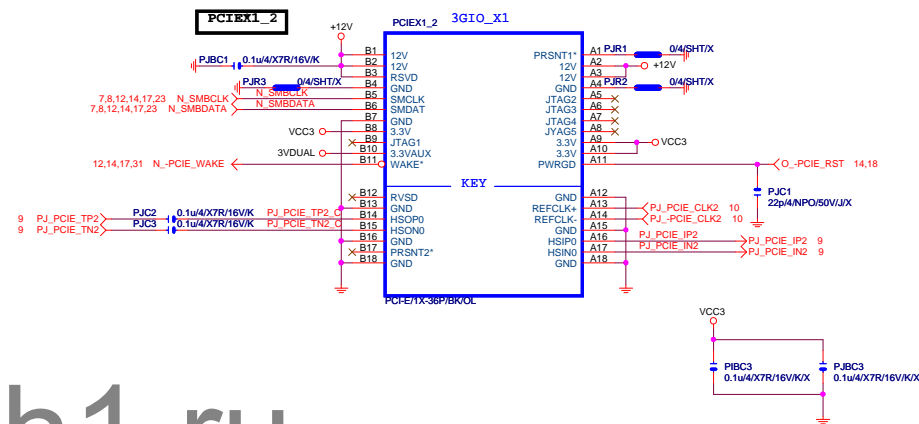 PCIEX1_2
PCIEX1_2 3GIO_X1
+12V
PJBC1 0.1u/4/X7R/16V/K
PJR3 0/4/SHT/X
7,8,12,14,17,23 N_SMBCLK N_SMBCLK
7,8,12,14,17,23 N_SMBDATA N_SMBDATA
VCC3
3VDUAL
12,14,17,31 N_-PCIE_WAKE
9 PJ_PCIE_TP2 PJC2 0.1u/4/X7R/16V/K PJ_PCIE_TP2_C
9 PJ_PCIE_TN2 PJC3 0.1u/4/X7R/16V/K PJ_PCIE_TN2_C
B1 12V PRSNT1* A1 PJR1 0/4/SHT/X
B2 12V 12V A2 +12V
B3 RSVD 12V A3
B4 GND GND A4 PJR2 0/4/SHT/X
B5 SMCLK JTAG2 A5
B6 SMDAT JTAG3 A6
B7 GND JTAG4 A7
B8 3.3V JYAG5 A8
B9 JTAG1 3.3V A9 VCC3
B10 3.3VAUX 3.3V A10
B11 WAKE* PWRGD A11 O_-PCIE_RST 14,18
KEY
PJC1
22p/4/NPO/50V/J/X
B12 RVSD GND A12
B13 GND REFCLK+ A13 PJ_PCIE_CLK2 10
B14 HSOP0 REFCLK- A14 PJ_-PCIE_CLK2 10
B15 HSON0 GND A15
B16 GND HSIP0 A16 PJ_PCIE_IP2 PJ_PCIE_IP2 9
B17 PRSNT2* HSIN0 A17 PJ_PCIE_IN2 PJ_PCIE_IN2 9
B18 GND GND A18
PCI-E/1X-36P/BK/OL
VCC3
PIBC3 PJBC3
0.1u/4/X7R/16V/K/X 0.1u/4/X7R/16V/K/X
b1.ru